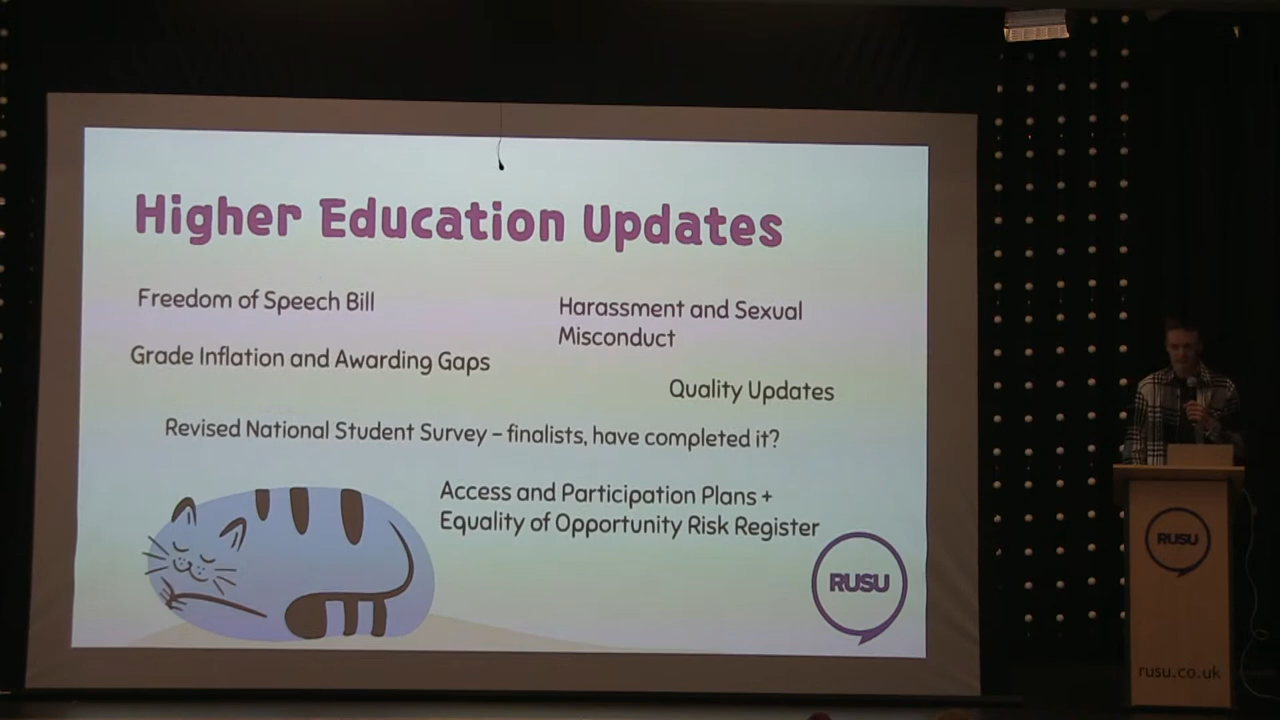 Higher Education Updates
Freedom of Speech Bill
Harassment and Sexual
Misconduct
Grade Inflation and Awarding Gaps
Quality Updates
Revised National Student Survey – finalists, have completed it?
Access and Participation Plans +
Equality of Opportunity Risk Register
RUSU
RUSU
rusu.co.uk